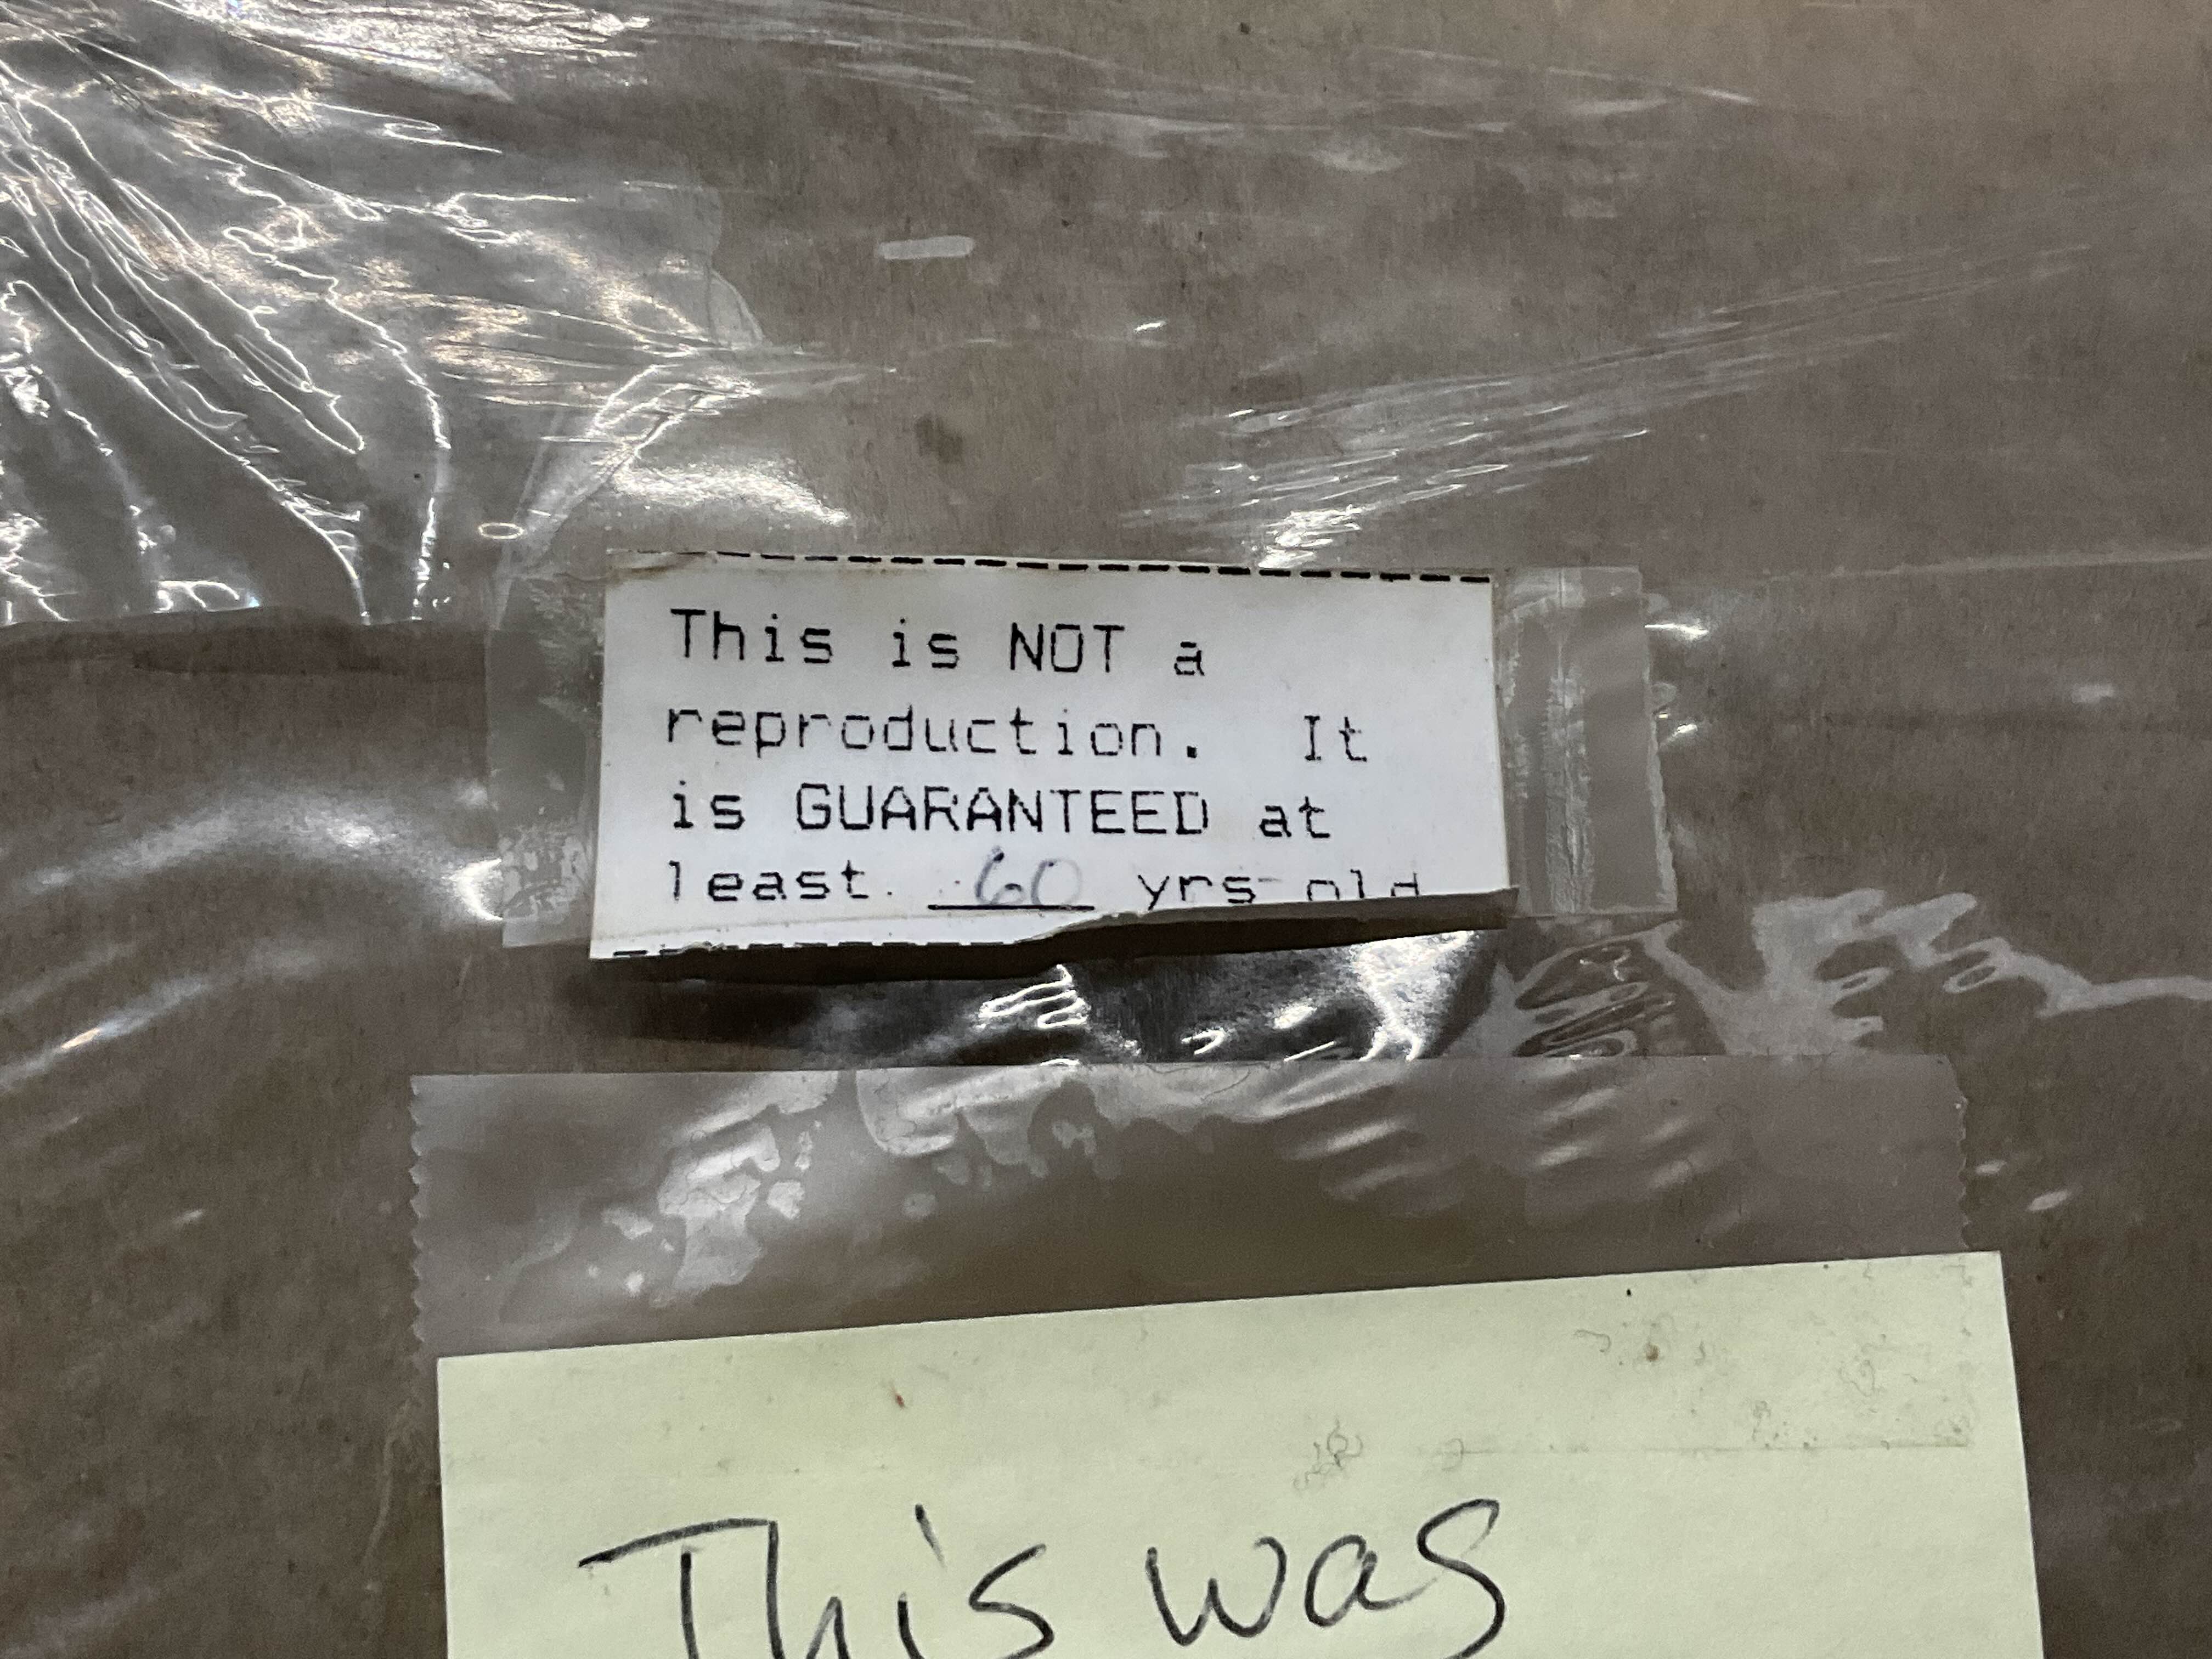 This is NOT a
reproduction. It
is GUARANTEED at
least 60 yrs old
This was